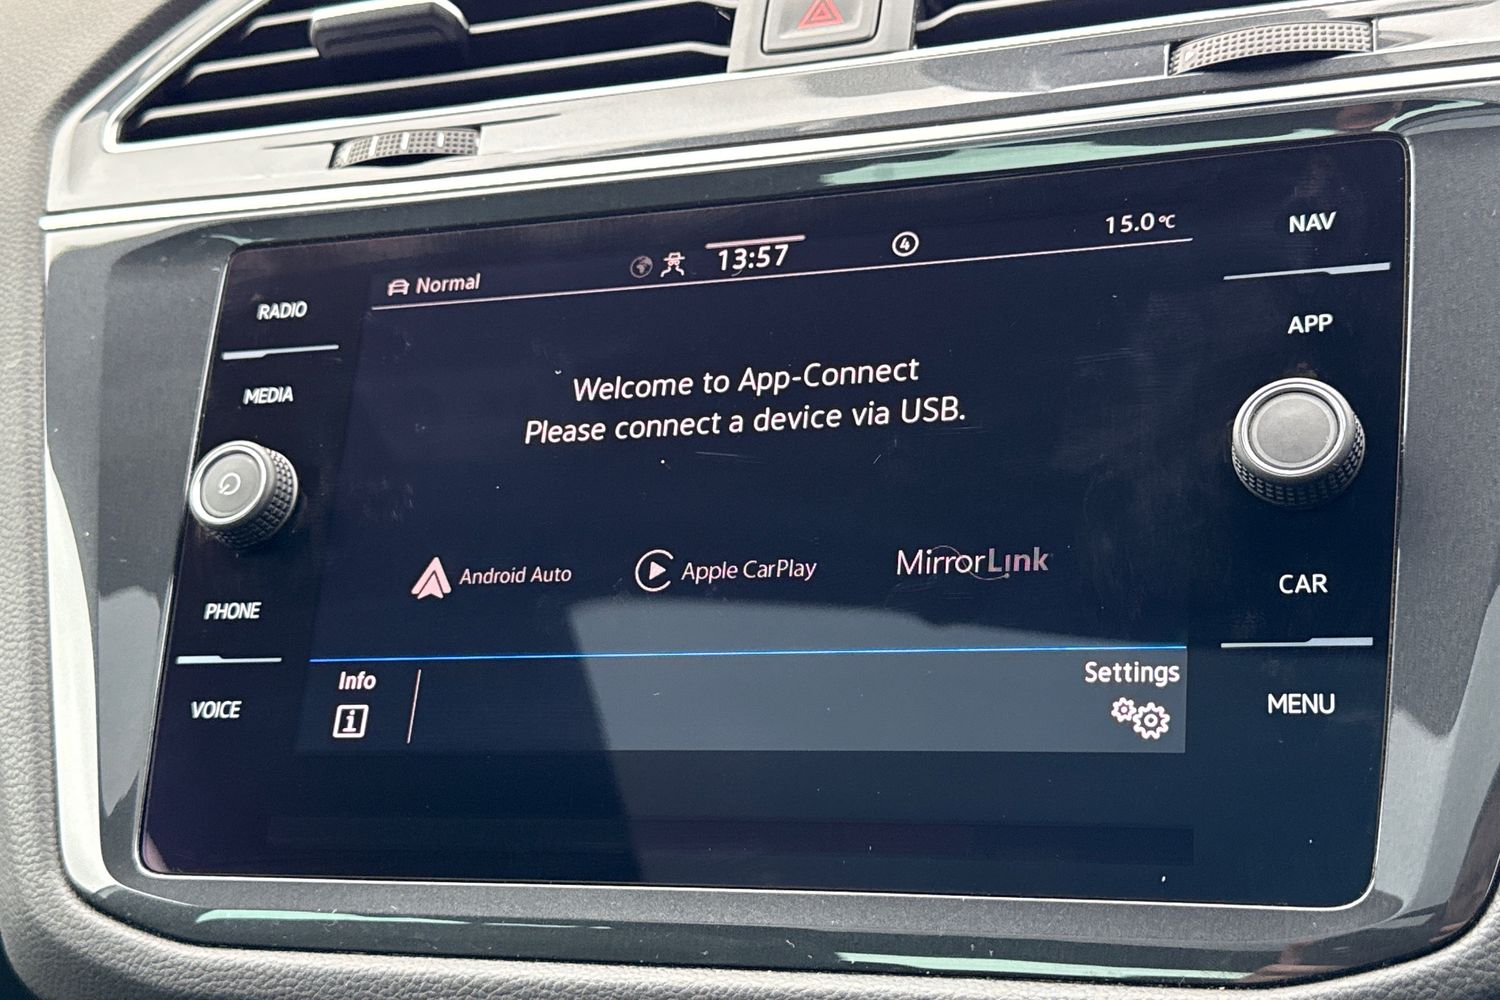 Normal
13:57
4
15.0°C
NAV
RADIO
APP
MEDIA
Welcome to App-Connect
Please connect a device via USB.
Android Auto
Apple CarPlay
MirrorLink
PHONE
CAR
Info
Settings
VOICE
MENU